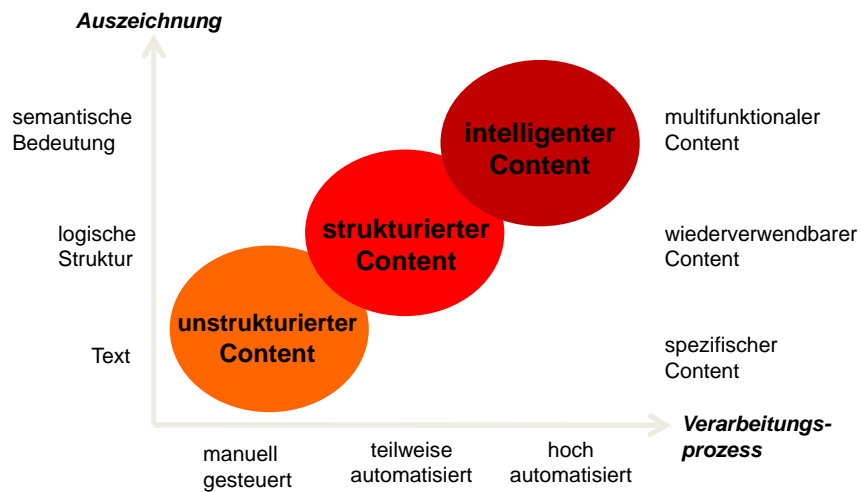 Auszeichnung
semantische
Bedeutung
intelligenter
Content
multifunktionaler
Content
logische
Struktur
strukturierter
Content
wiederverwendbarer
Content
Text
unstrukturierter
Content
spezifischer
Content
manuell
gesteuert
teilweise
automatisiert
hoch
automatisiert
Verarbeitungs-
prozess